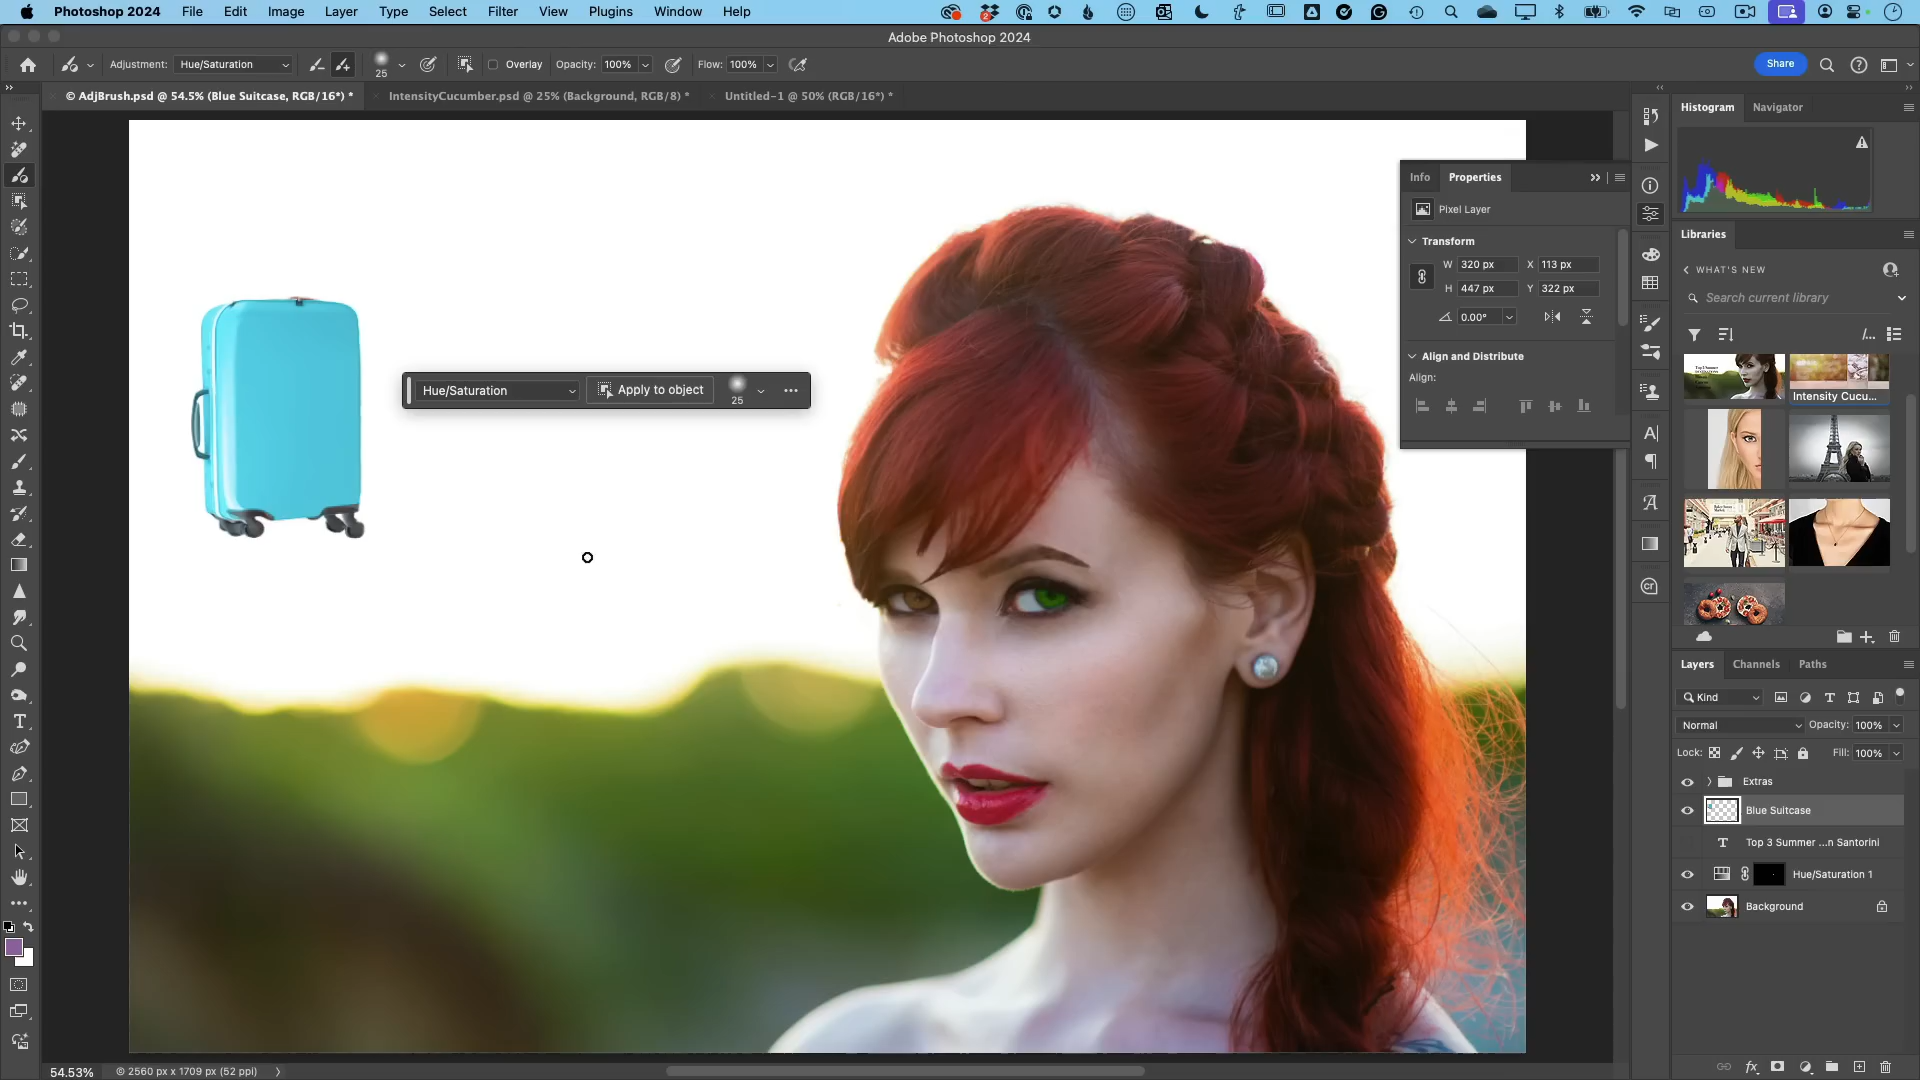 Photoshop 2024 File Edit Image Layer Type Select Filter View Plugins Window Help
2
Adobe Photoshop 2024
Adjustment: Hue/Saturation 25 Overlay Opacity: 100% Flow: 100% Share
© AdjBrush.psd @ 54.5% (Blue Suitcase, RGB/16*) * IntensityCucumber.psd @ 25% (Background, RGB/8) * Untitled-1 @ 50% (RGB/16*) *
Histogram Navigator
Info Properties
Pixel Layer
Transform
W 320 px X 113 px
H 447 px Y 322 px
0.00°
Align and Distribute
Align:
Hue/Saturation Apply to object 25
Libraries
WHAT'S NEW
Search current library
Intensity Cucu...
Layers Channels Paths
Kind
Normal Opacity: 100%
Lock: Fill: 100%
Extras
Blue Suitcase
Top 3 Summer ...n Santorini
Hue/Saturation 1
Background
54.53% © 2560 px x 1709 px (52 ppi)